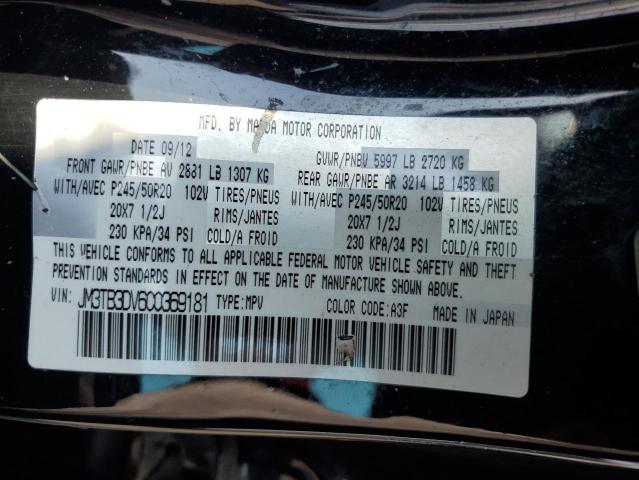 MFD. BY MAZDA MOTOR CORPORATION
DATE 09/12 GVWR/PNBV 5997 LB 2720 KG
FRONT GAWR/PNBE AV 2881 LB 1307 KG REAR GAWR/PNBE AR 3214 LB 1458 KG
WITH/AVEC P245/50R20 102V TIRES/PNEUS WITH/AVEC P245/50R20 102V TIRES/PNEUS
20X7 1/2J RIMS/JANTES 20X7 1/2J RIMS/JANTES
230 KPA/34 PSI COLD/A FROID 230 KPA/34 PSI COLD/A FROID
THIS VEHICLE CONFORMS TO ALL APPLICABLE FEDERAL MOTOR VEHICLE SAFETY AND THEFT
PREVENTION STANDARDS IN EFFECT ON THE DATE OF MANUFACTURE SHOWN ABOVE.
VIN: JM3TB3DV6C0369181 TYPE:MPV COLOR CODE:A3F MADE IN JAPAN